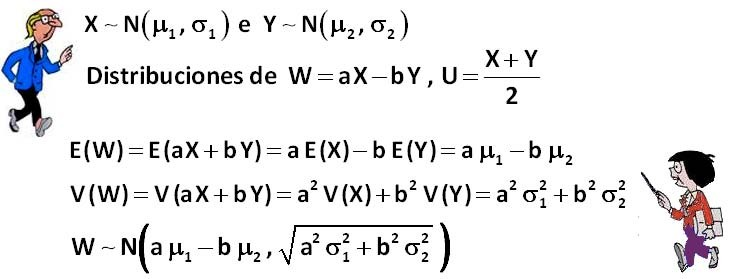 X ~ N(μ₁, σ₁) e Y ~ N(μ₂, σ₂)
Distribuciones de W = aX − bY , U = (X + Y)/2
E(W) = E(aX + bY) = a E(X) − b E(Y) = a μ₁ − b μ₂
V(W) = V(aX + bY) = a² V(X) + b² V(Y) = a² σ₁² + b² σ₂²
W ~ N(a μ₁ − b μ₂ , √(a² σ₁² + b² σ₂²) )